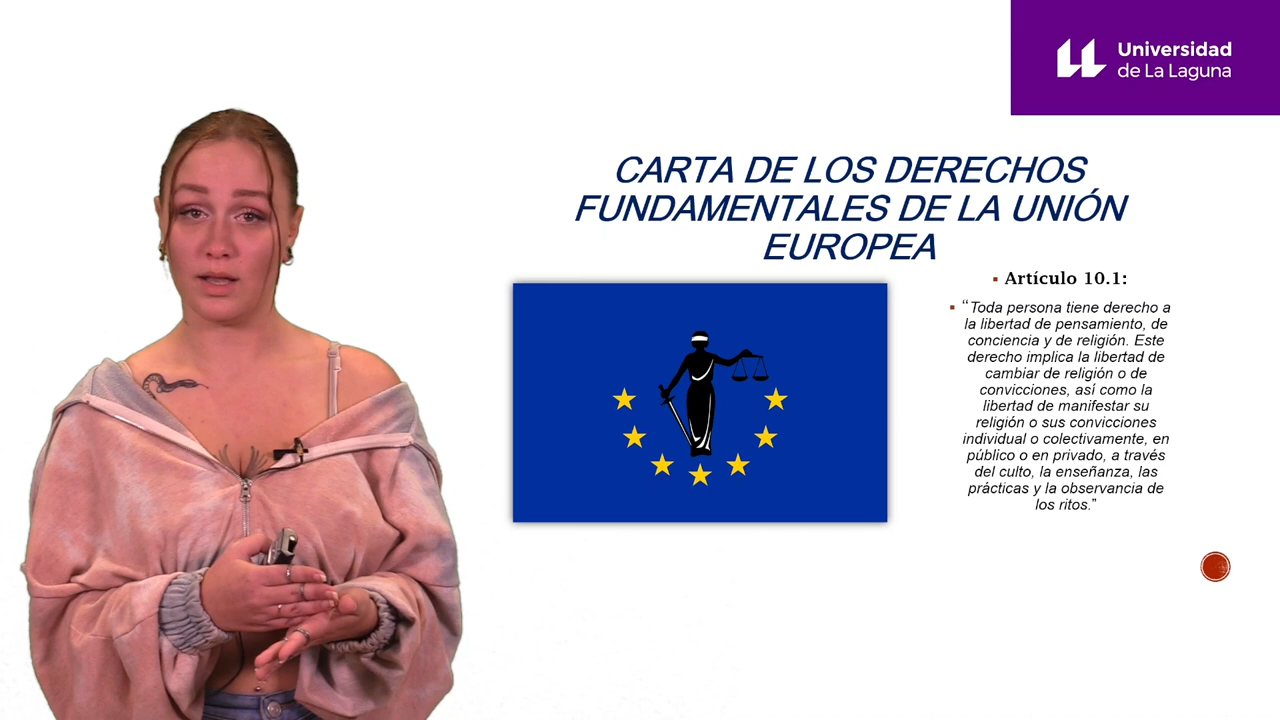 Universidad
de La Laguna
CARTA DE LOS DERECHOS
FUNDAMENTALES DE LA UNIÓN
EUROPEA
▪ Artículo 10.1:
▪ “Toda persona tiene derecho a
la libertad de pensamiento, de
conciencia y de religión. Este
derecho implica la libertad de
cambiar de religión o de
convicciones, así como la
libertad de manifestar su
religión o sus convicciones
individual o colectivamente, en
público o en privado, a través
del culto, la enseñanza, las
prácticas y la observancia de
los ritos.”